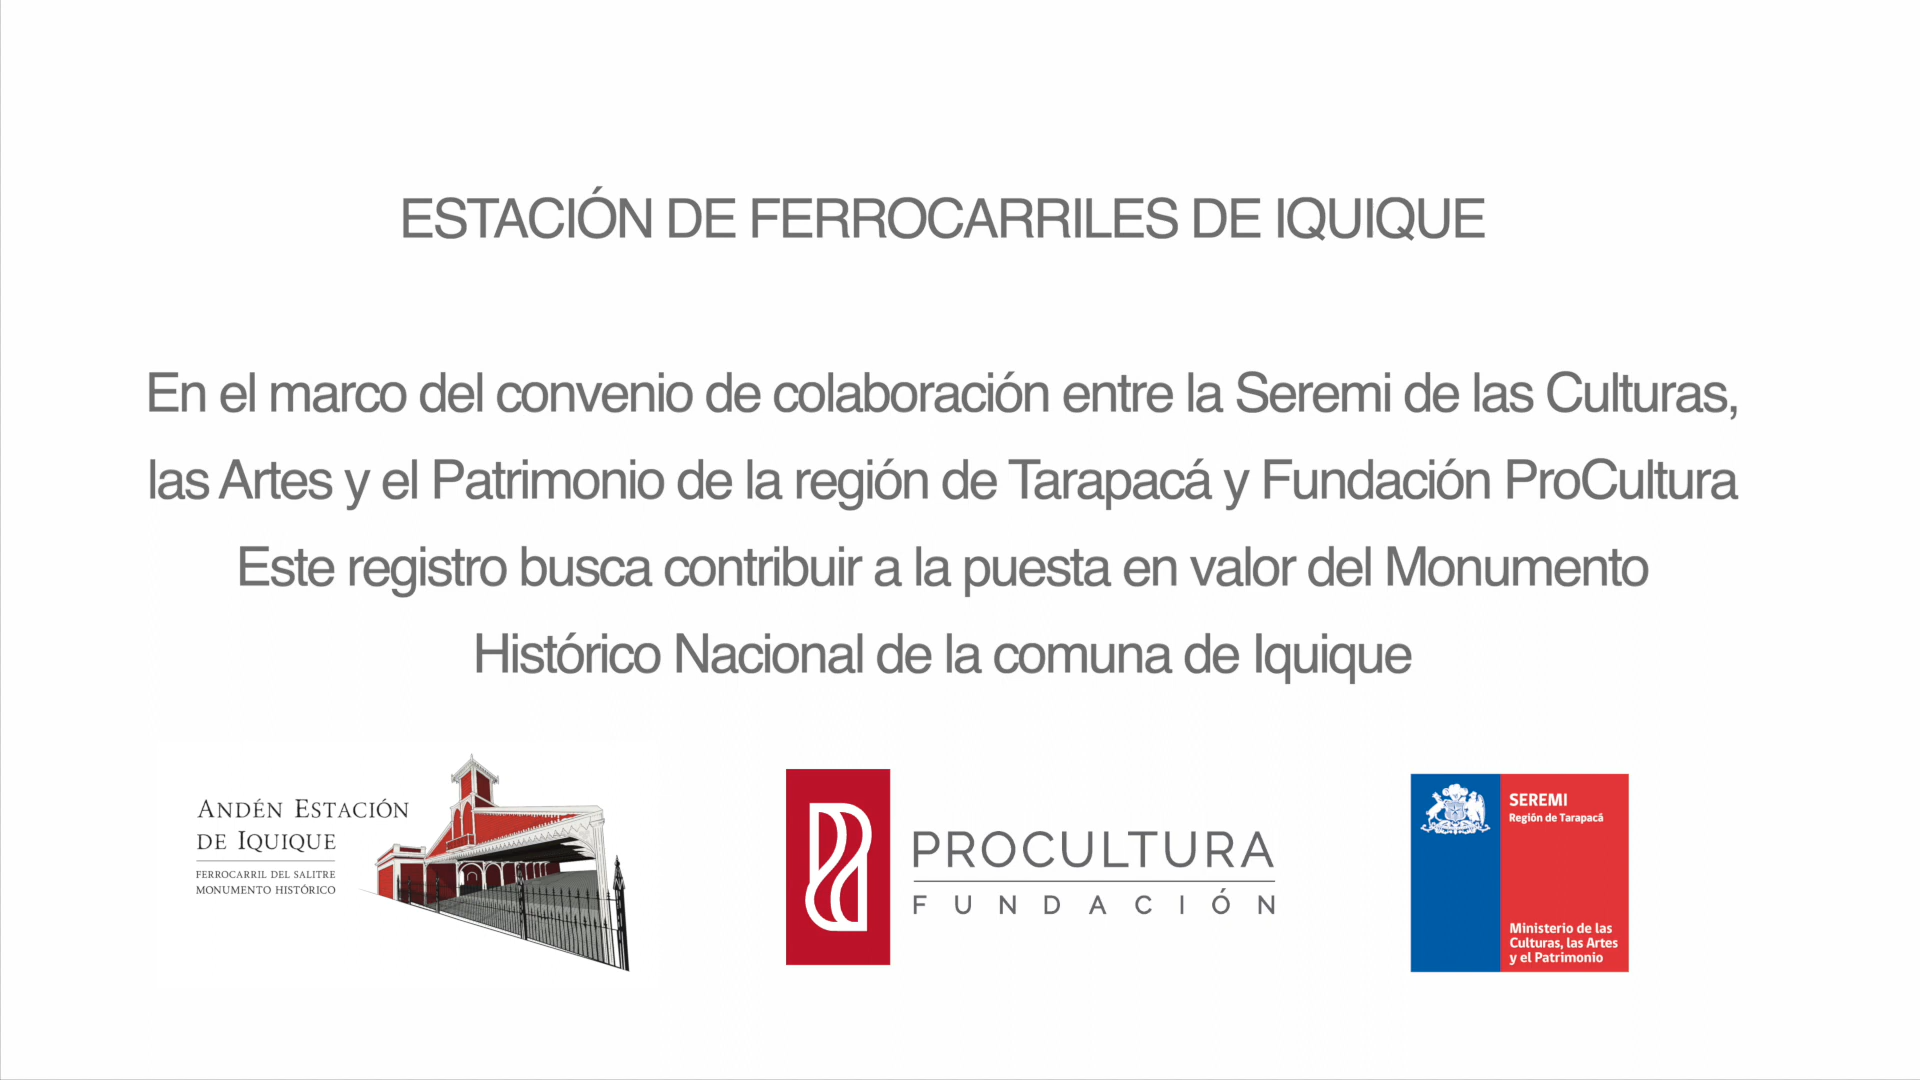 ESTACIÓN DE FERROCARRILES DE IQUIQUE
En el marco del convenio de colaboración entre la Seremi de las Culturas,
las Artes y el Patrimonio de la región de Tarapacá y Fundación ProCultura
Este registro busca contribuir a la puesta en valor del Monumento
Histórico Nacional de la comuna de Iquique
ANDÉN ESTACIÓN
DE IQUIQUE
FERROCARRIL DEL SALITRE
MONUMENTO HISTÓRICO
PROCULTURA
FUNDACIÓN
SEREMI
Región de Tarapacá
Ministerio de las
Culturas, las Artes
y el Patrimonio